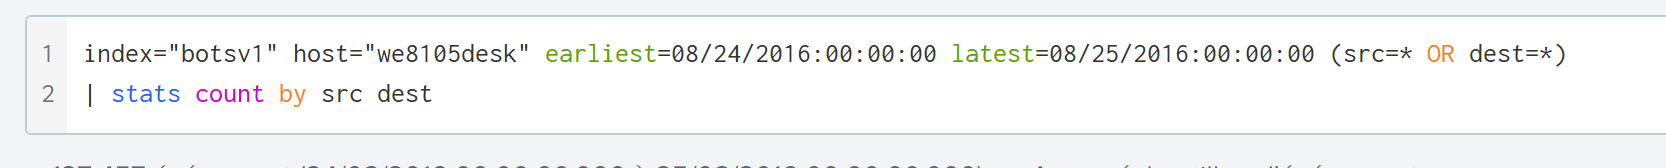 1 index="botsv1" host="we8105desk" earliest=08/24/2016:00:00:00 latest=08/25/2016:00:00:00 (src=* OR dest=*)
2 | stats count by src dest